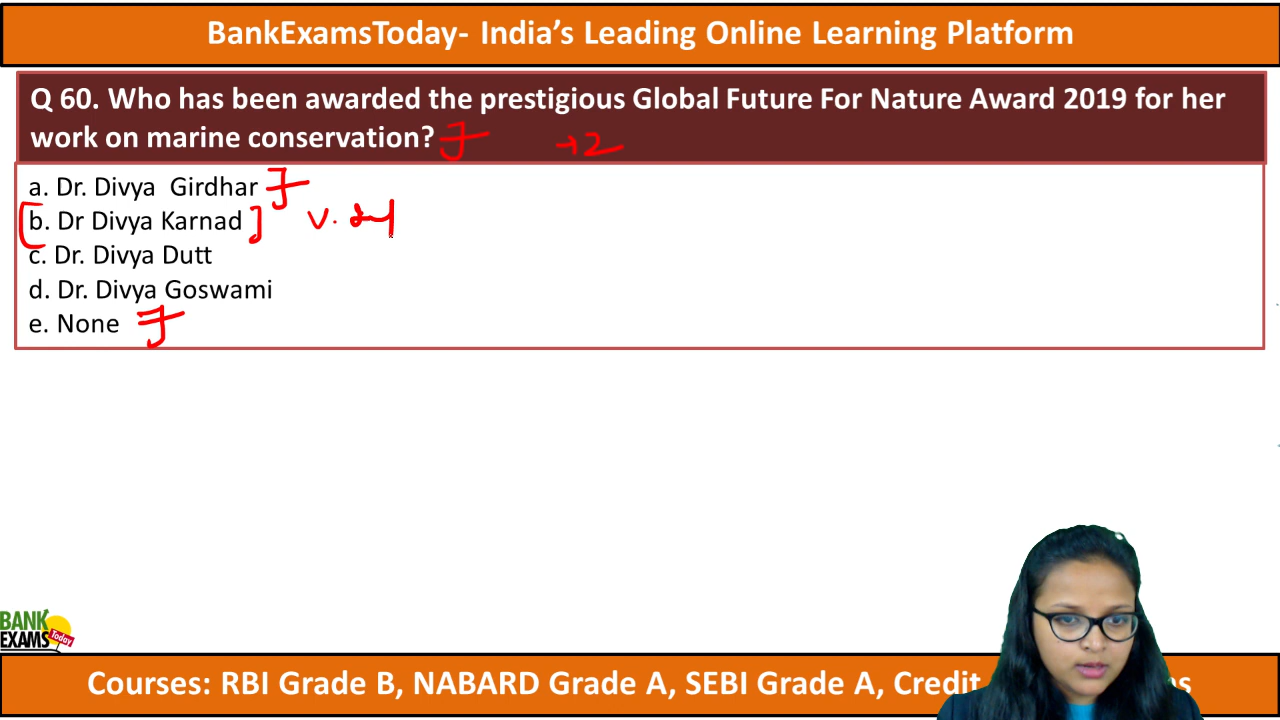 BankExamsToday- India's Leading Online Learning Platform
Q 60. Who has been awarded the prestigious Global Future For Nature Award 2019 for her
work on marine conservation?
a. Dr. Divya  Girdhar
b. Dr Divya Karnad
c. Dr. Divya Dutt
d. Dr. Divya Goswami
e. None
BANK
EXAMS Today
Courses: RBI Grade B, NABARD Grade A, SEBI Grade A, Credit